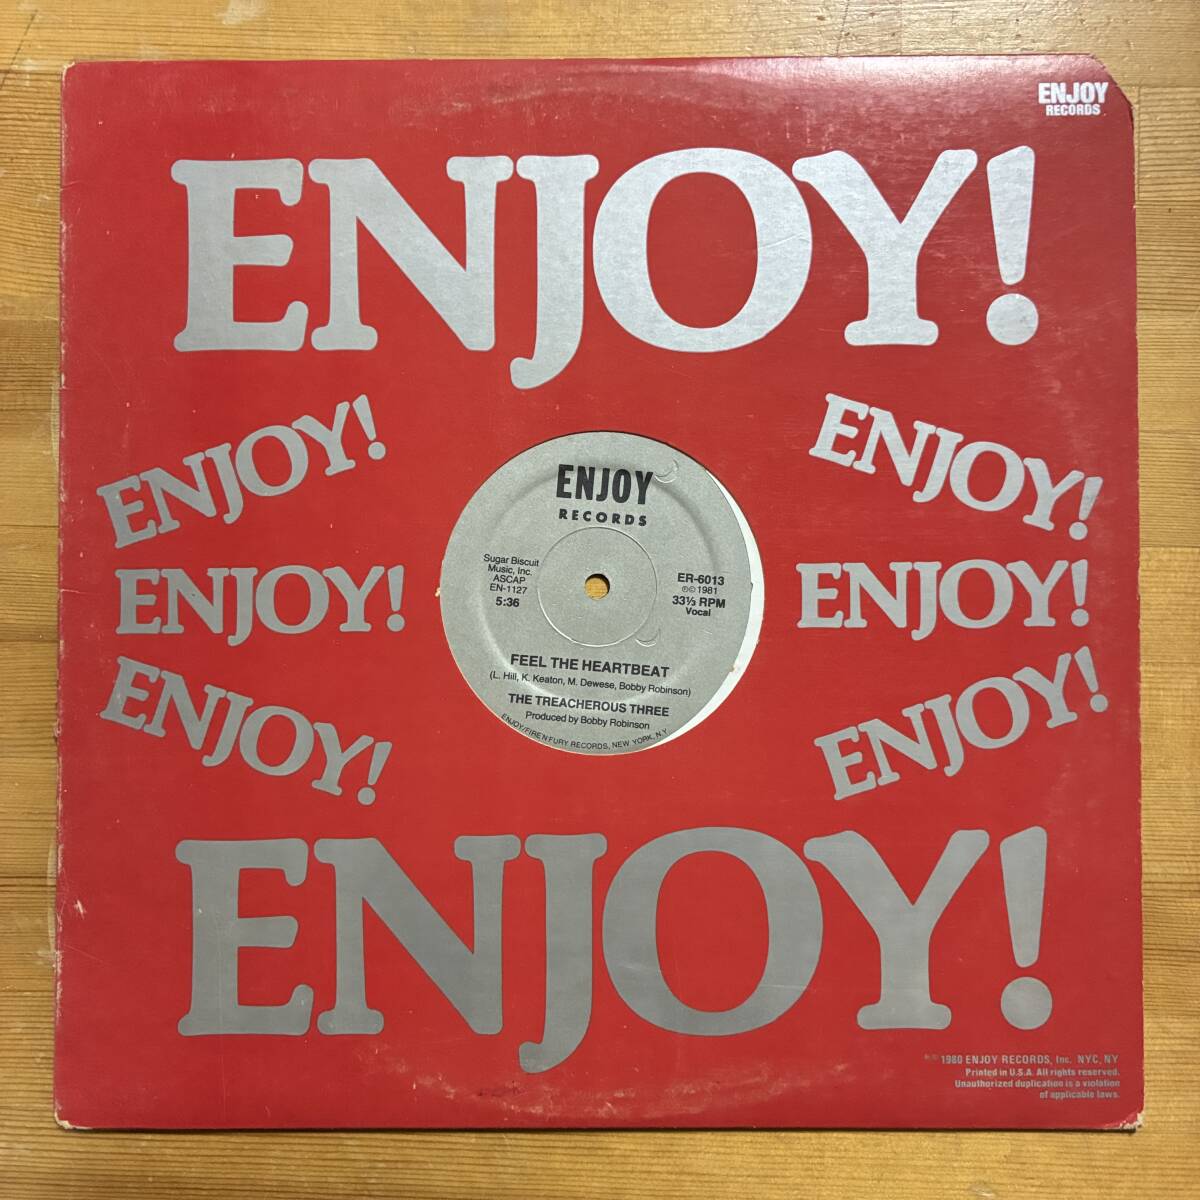 ENJOY
RECORDS
ENJOY!
ENJOY!
ENJOY!
ENJOY!
ENJOY!
ENJOY!
ENJOY!
ENJOY
RECORDS
Sugar Biscuit
Music, Inc.
ASCAP
EN-1127
5:36
ER-6013
℗© 1981
33⅓ RPM
Vocal
FEEL THE HEARTBEAT
(L. Hill, K. Keaton, M. Dewese, Bobby Robinson)
THE TREACHEROUS THREE
Produced by Bobby Robinson
ENJOY/FIRE'N'FURY RECORDS, NEW YORK, N.Y.
ENJOY!
℗© 1980 ENJOY RECORDS, Inc. NYC, NY
Printed in U.S.A. All rights reserved.
Unauthorized duplication is a violation
of applicable laws.